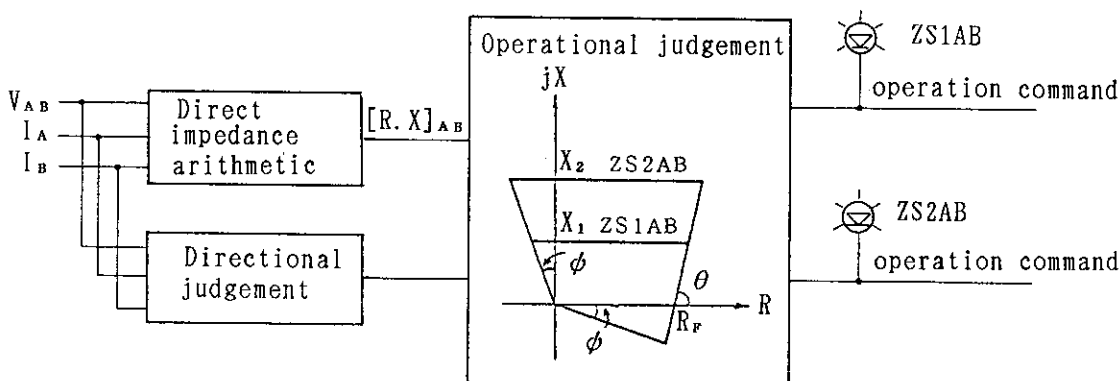 Operational judgement
ZS1AB
operation command
jX
V_AB
I_A
I_B
Direct
impedance
arithmetic
[R.X]_AB
X₂ ZS2AB
X₁ ZS1AB
ϕ
θ
R_F
R
ϕ
Directional
judgement
ZS2AB
operation command